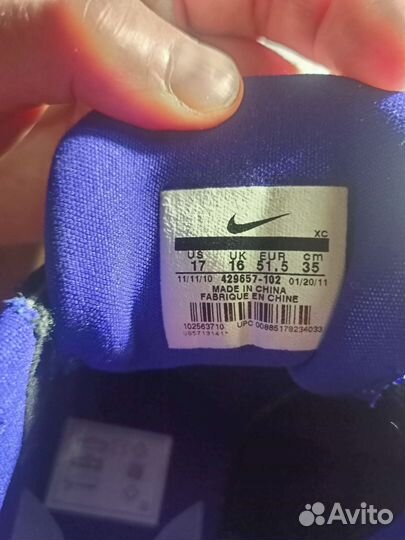 XC
US UK EUR cm
17 16 51.5 35
11/11/10 429657-102 01/20/11
MADE IN CHINA
FABRIQUE EN CHINE
102563710 UPC 00885178234033
Avito